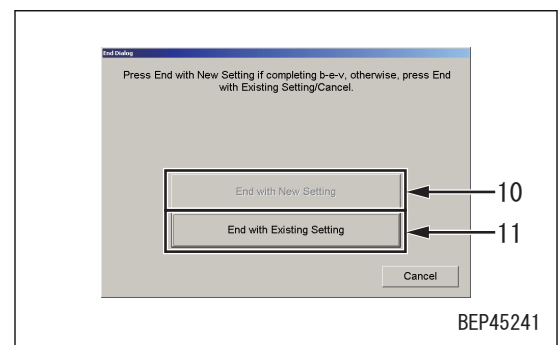 End Dialog
Press End with New Setting if completing b-e-v, otherwise, press End
with Existing Setting/Cancel.
End with New Setting
10
End with Existing Setting
11
Cancel
BEP45241